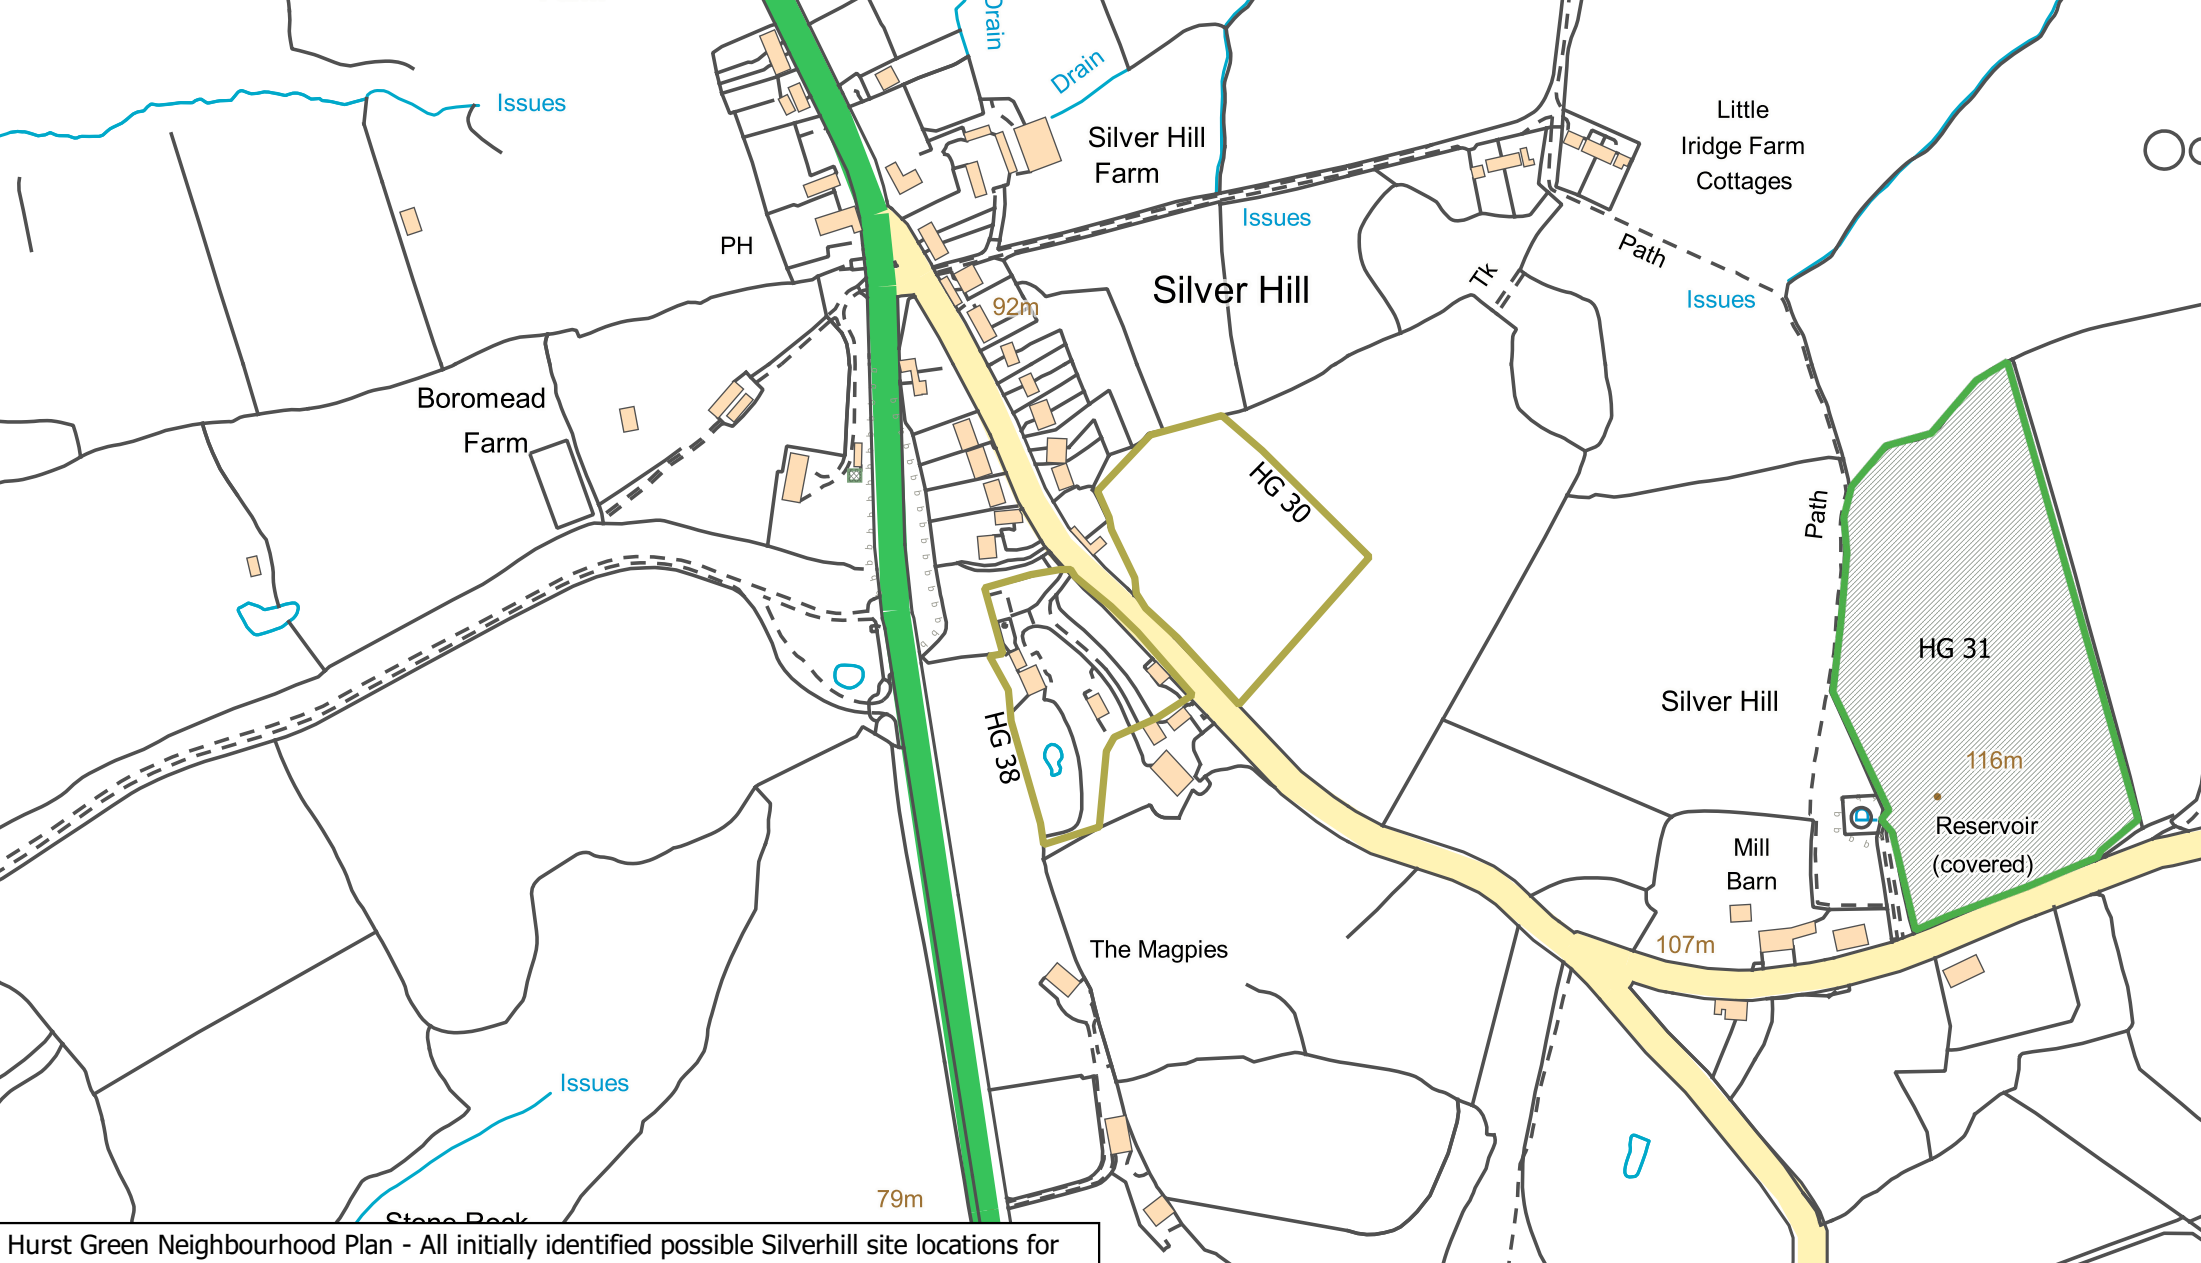 Drain
Drain
Issues
Silver Hill
Farm
Little
Iridge Farm
Cottages
Issues
PH
Path
Tk
Silver Hill
92m
Issues
Boromead
Farm
HG 30
Path
HG 31
Silver Hill
HG 38
116m
Reservoir
(covered)
Mill
Barn
107m
The Magpies
Issues
79m
Stone Rock
Hurst Green Neighbourhood Plan - All initially identified possible Silverhill site locations for